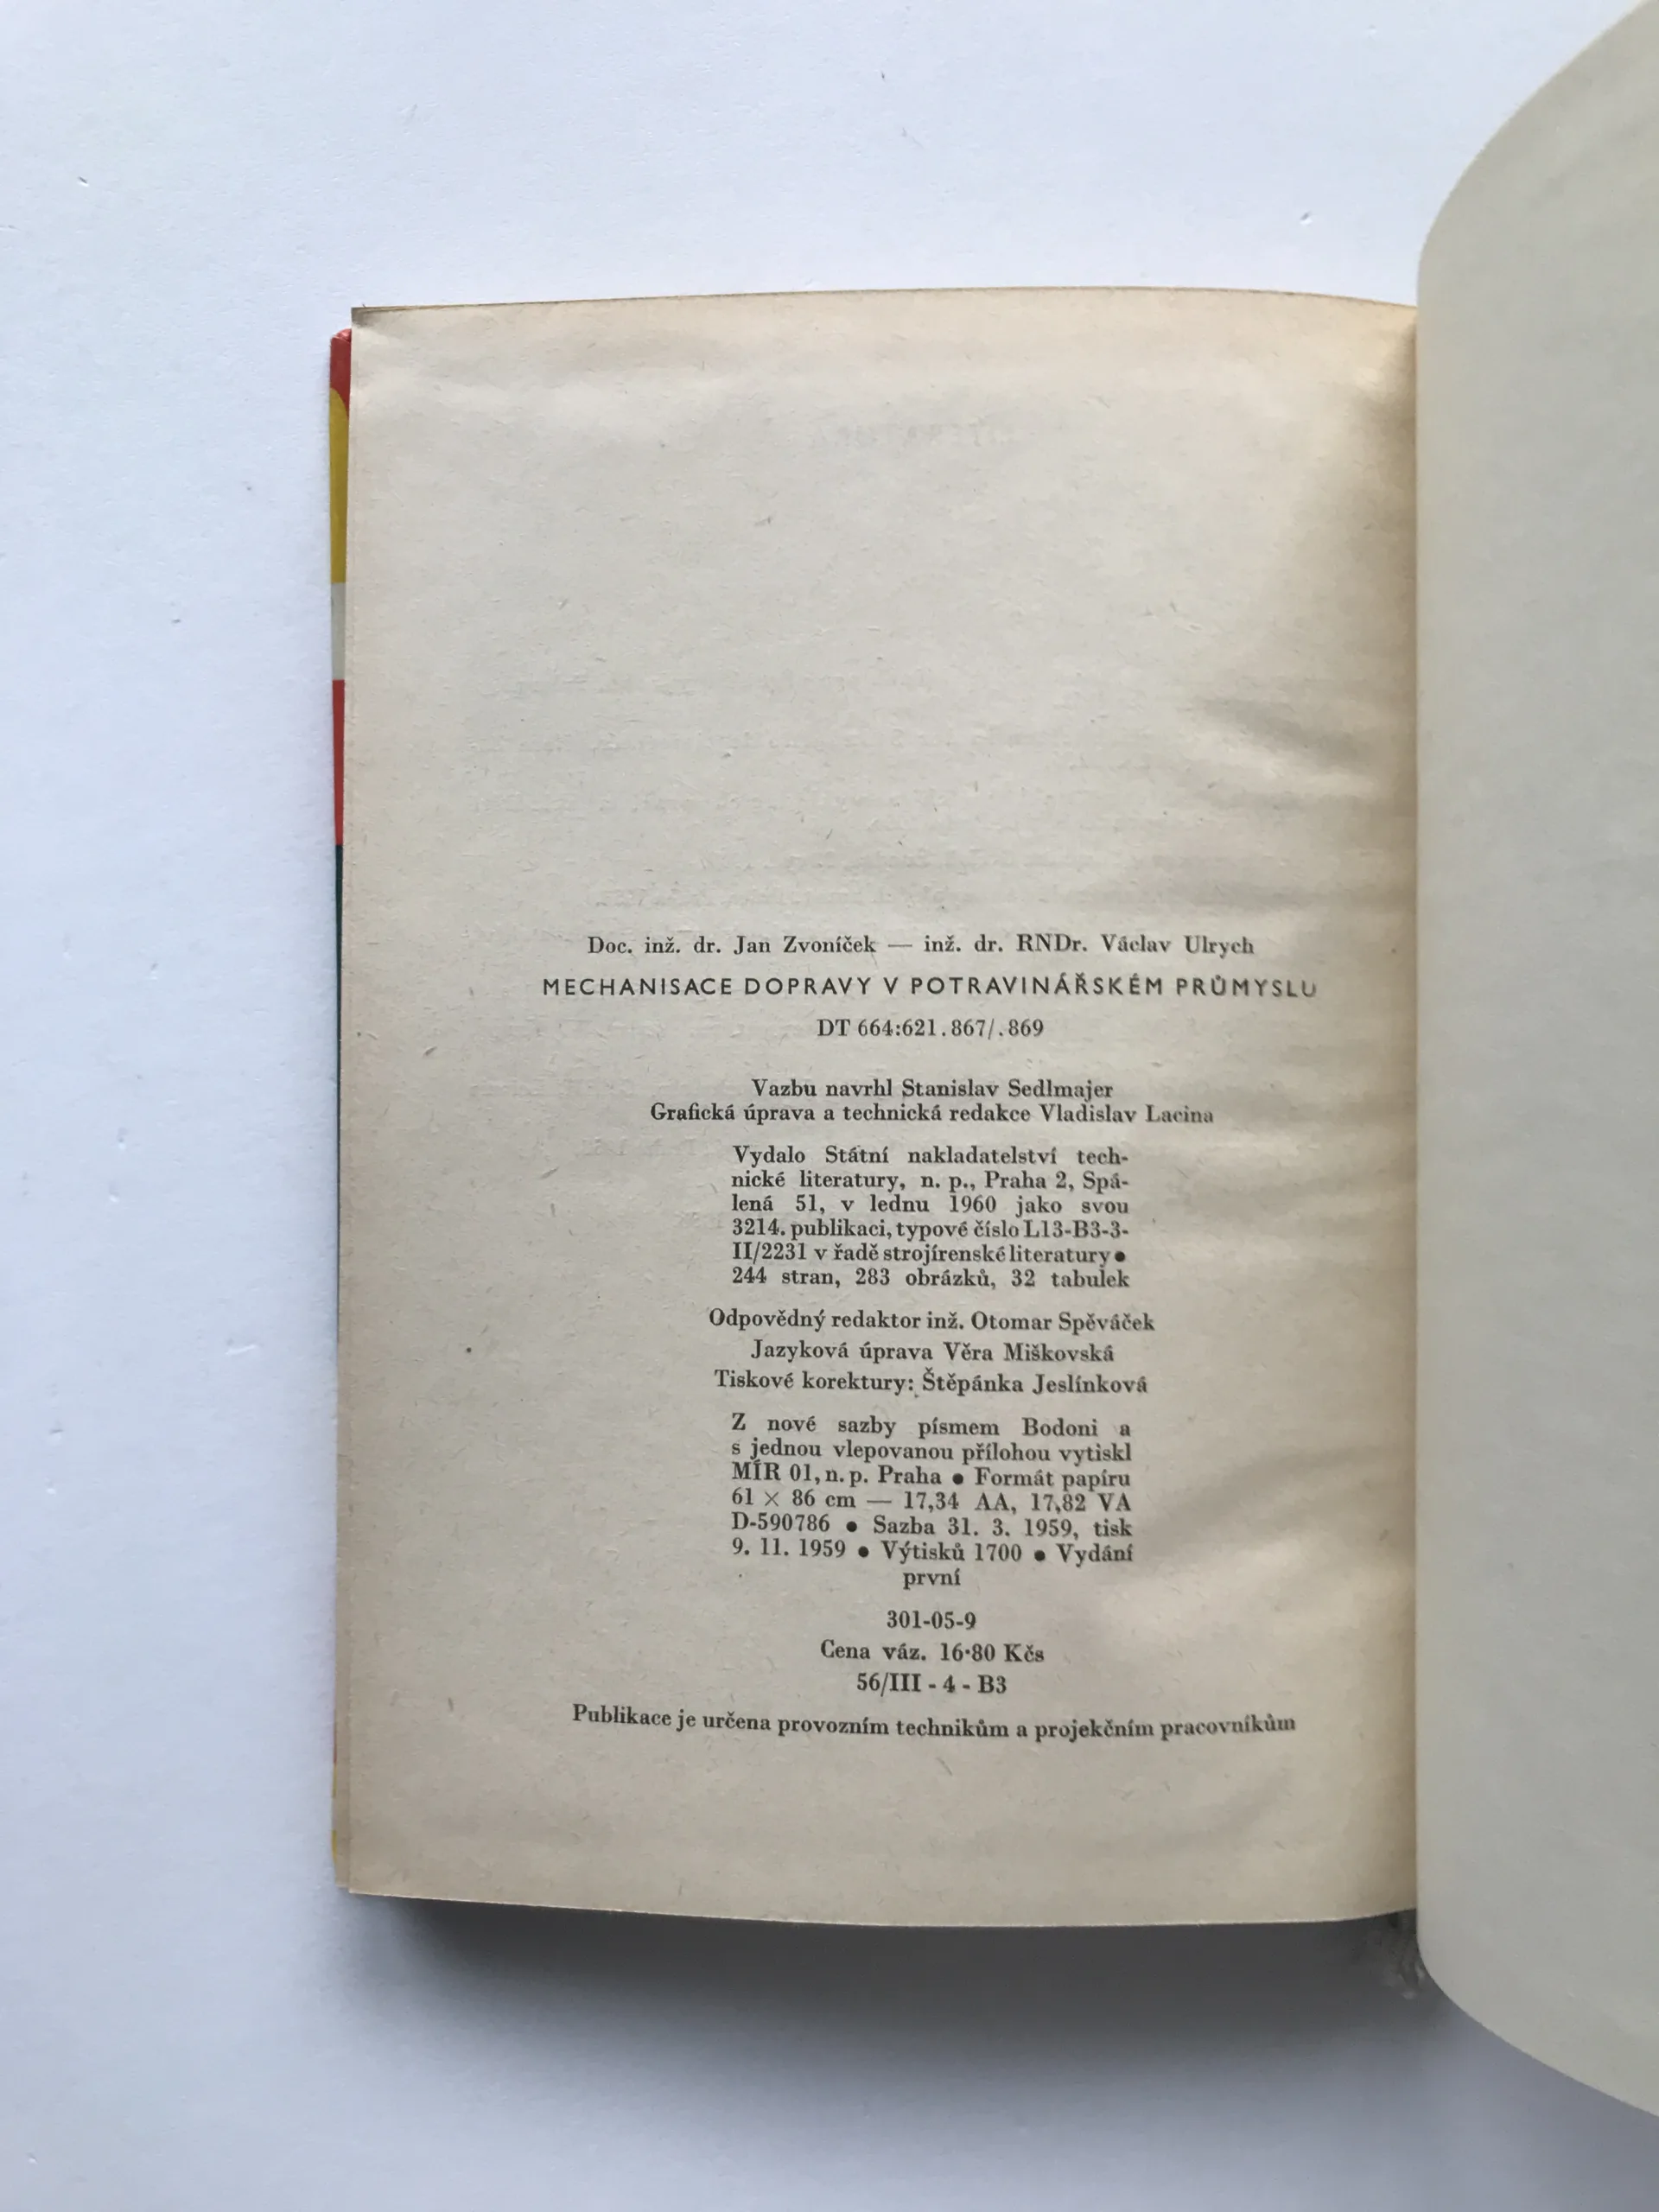 Doc. inž. dr. Jan Zvoníček — inž. dr. RNDr. Václav Ulrych
MECHANISACE DOPRAVY V POTRAVINÁŘSKÉM PRŮMYSLU
DT 664:621.867/.869
Vazbu navrhl Stanislav Sedlmajer
Grafická úprava a technická redakce Vladislav Lacina
Vydalo Státní nakladatelství tech-
nické literatury, n. p., Praha 2, Spá-
lená 51, v lednu 1960 jako svou
3214. publikaci, typové číslo L13-B3-3-
II/2231 v řadě strojírenské literatury ●
244 stran, 283 obrázků, 32 tabulek
Odpovědný redaktor inž. Otomar Spěváček
Jazyková úprava Věra Miškovská
Tiskové korektury: Štěpánka Jeslínková
Z nové sazby písmem Bodoni a
s jednou vlepovanou přílohou vytiskl
MÍR 01, n. p. Praha ● Formát papíru
61 × 86 cm — 17,34 AA, 17,82 VA
D-590786 ● Sazba 31. 3. 1959, tisk
9. 11. 1959 ● Výtisků 1700 ● Vydání
první
301-05-9
Cena váz. 16·80 Kčs
56/III - 4 - B3
Publikace je určena provozním technikům a projekčním pracovníkům